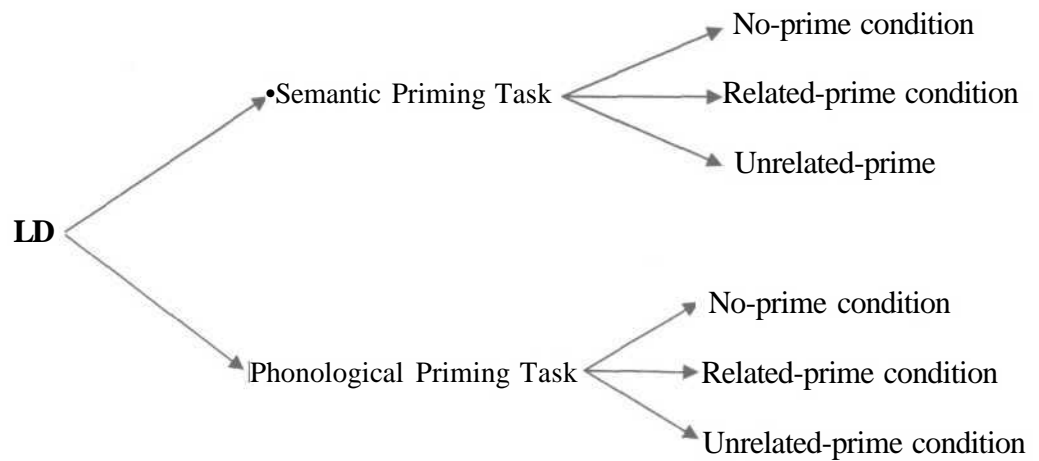 No-prime condition
•Semantic Priming Task
Related-prime condition
Unrelated-prime
LD
No-prime condition
Phonological Priming Task
Related-prime condition
Unrelated-prime condition